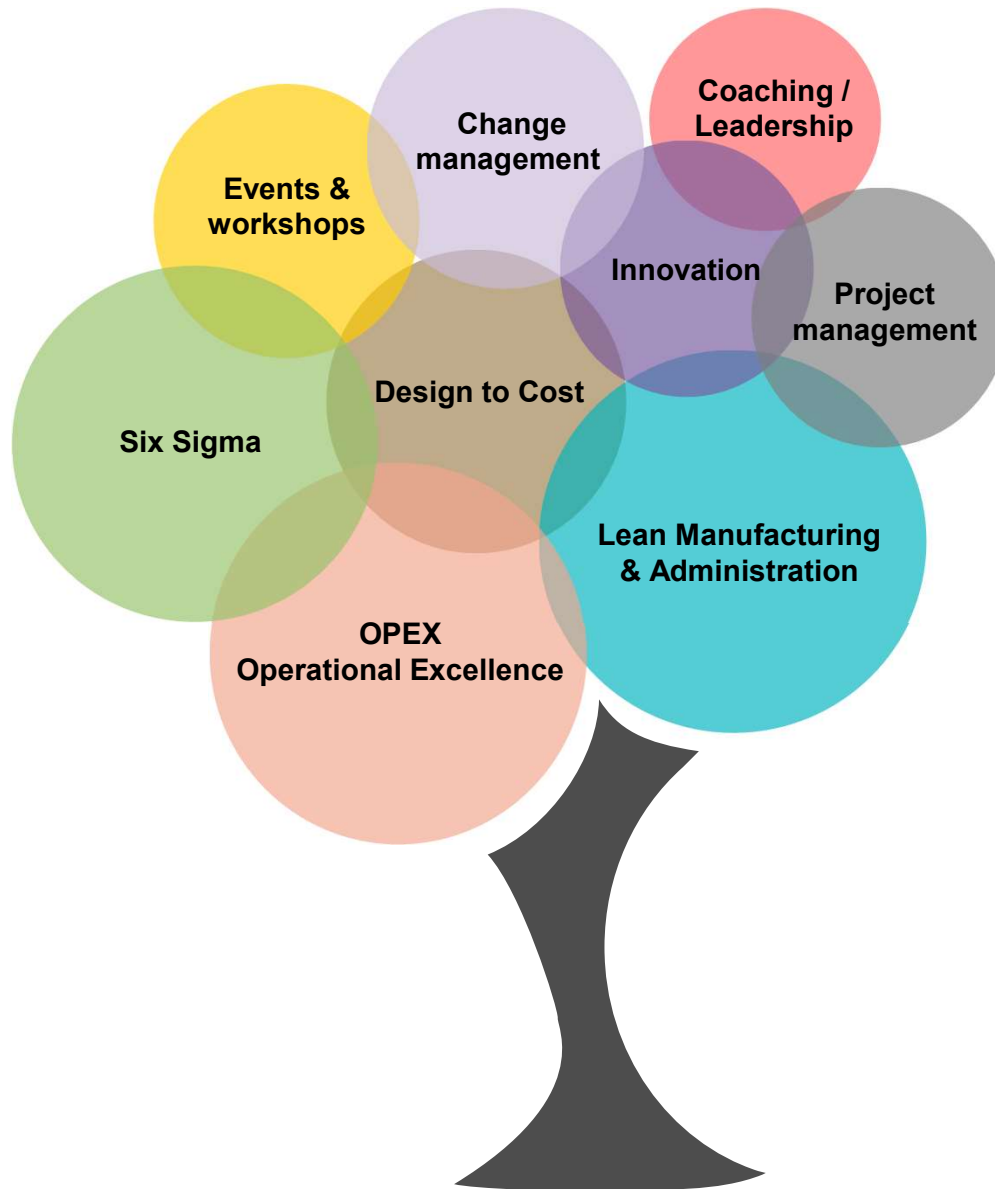 Coaching /
Leadership
Change
management
Events &
workshops
Innovation
Project
management
Design to Cost
Six Sigma
Lean Manufacturing
& Administration
OPEX
Operational Excellence